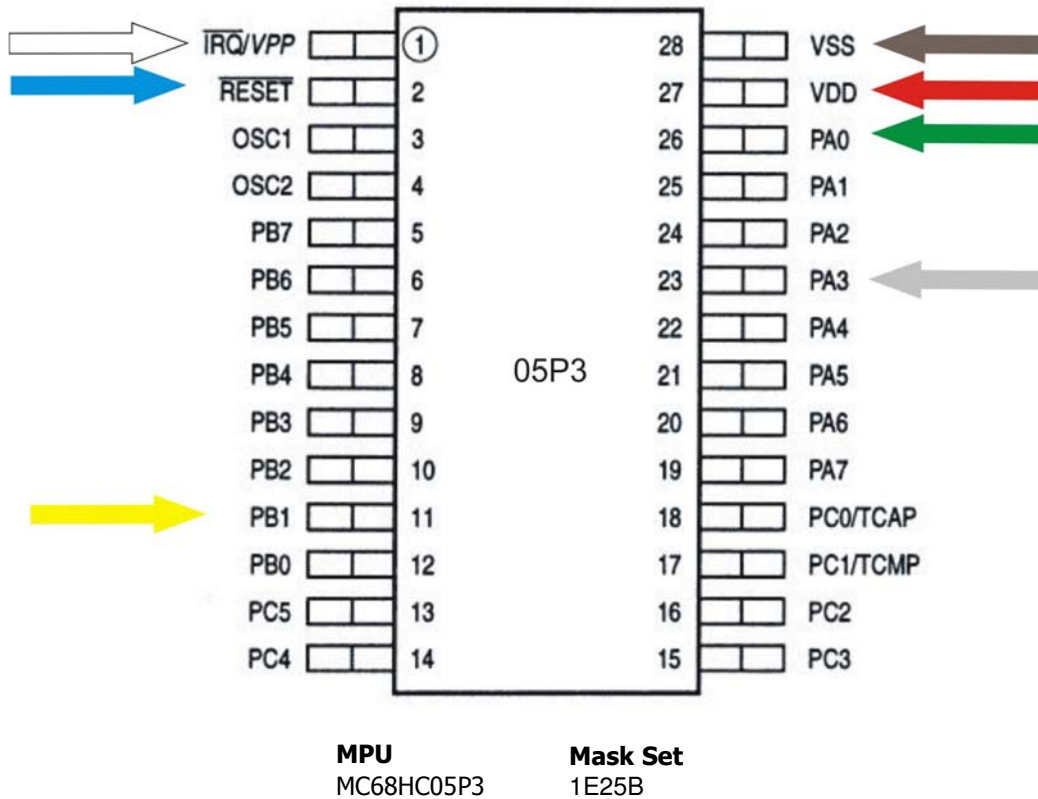 IRQ/VPP 1 28 VSS
RESET 2 27 VDD
OSC1 3 26 PA0
OSC2 4 25 PA1
PB7 5 24 PA2
PB6 6 23 PA3
PB5 7 22 PA4
PB4 8 05P3 21 PA5
PB3 9 20 PA6
PB2 10 19 PA7
PB1 11 18 PC0/TCAP
PB0 12 17 PC1/TCMP
PC5 13 16 PC2
PC4 14 15 PC3
MPU Mask Set
MC68HC05P3 1E25B